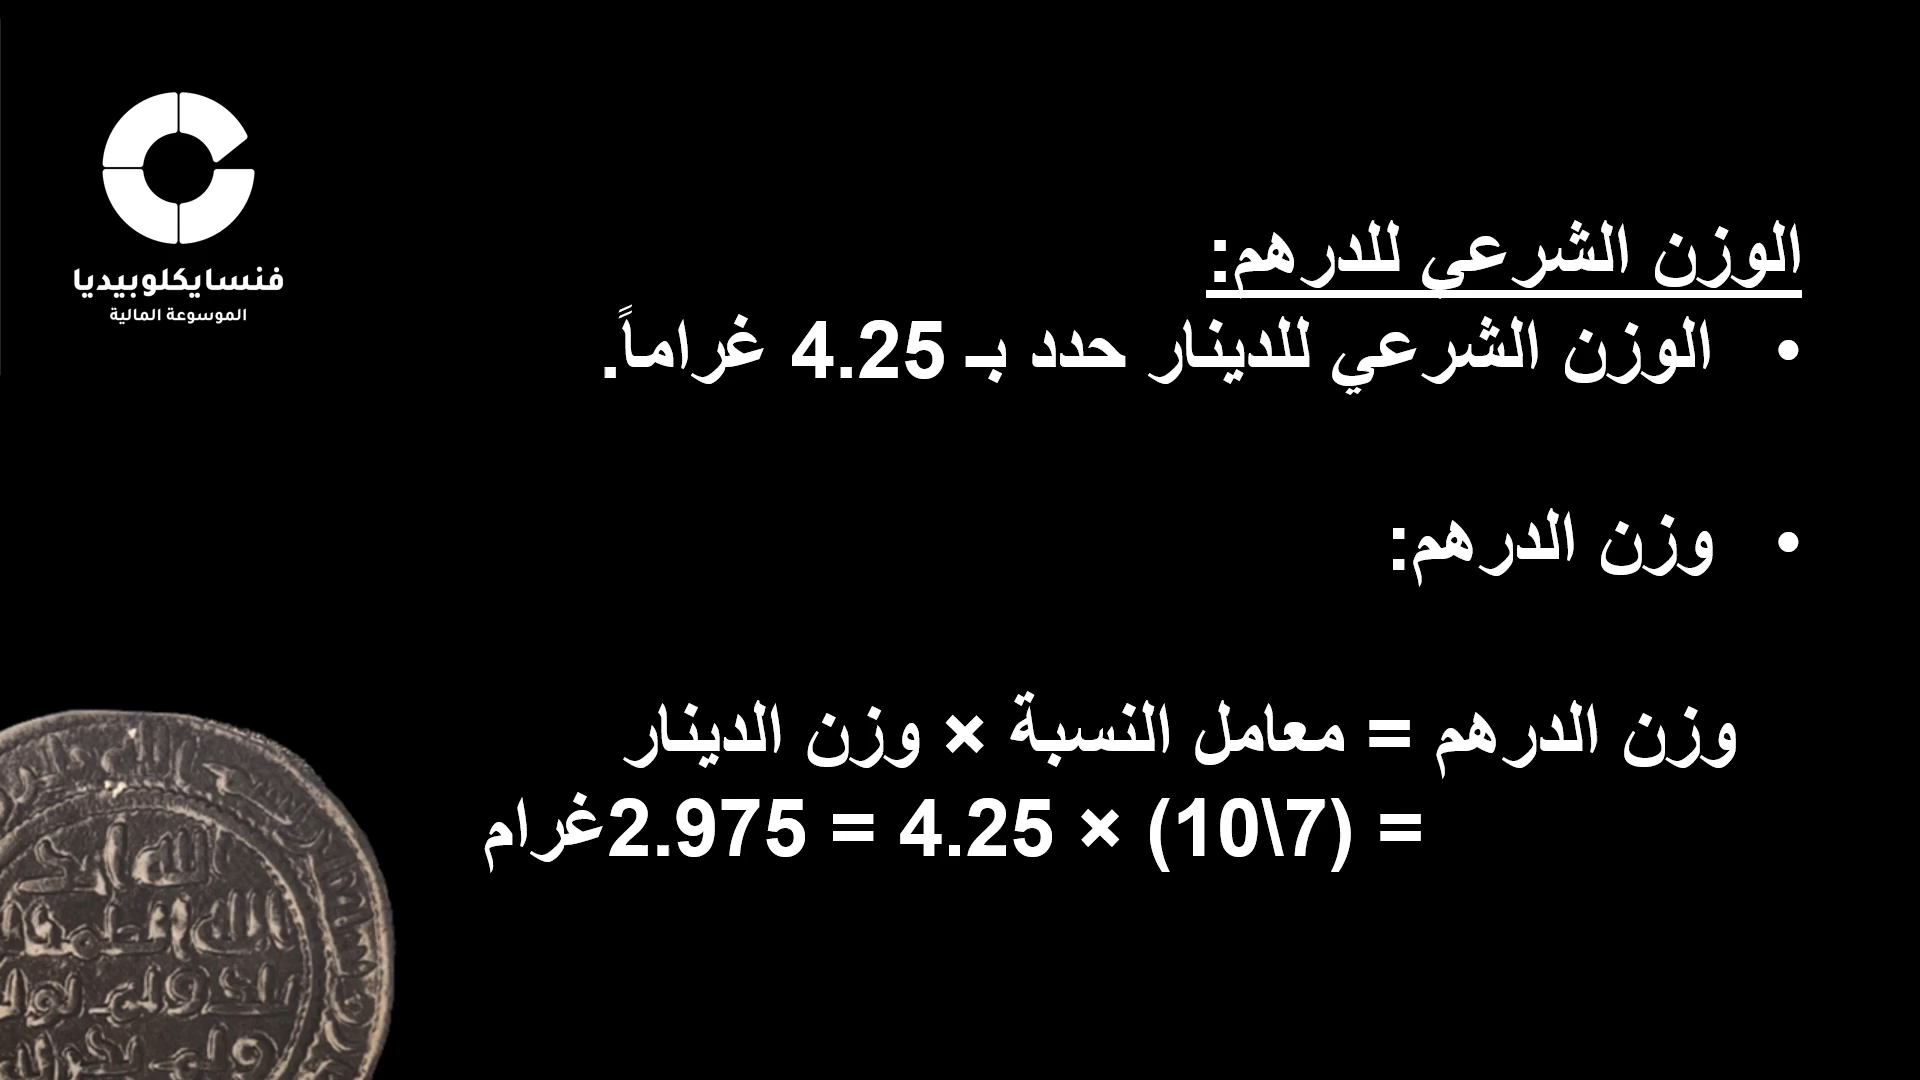 فنسايكلوبيديا
الموسوعة المالية
الوزن الشرعي للدرهم:
• الوزن الشرعي للدينار حدد بـ 4.25 غراماً.
• وزن الدرهم:
وزن الدرهم = معامل النسبة × وزن الدينار
= (7\10) × 4.25 = 2.975غرام